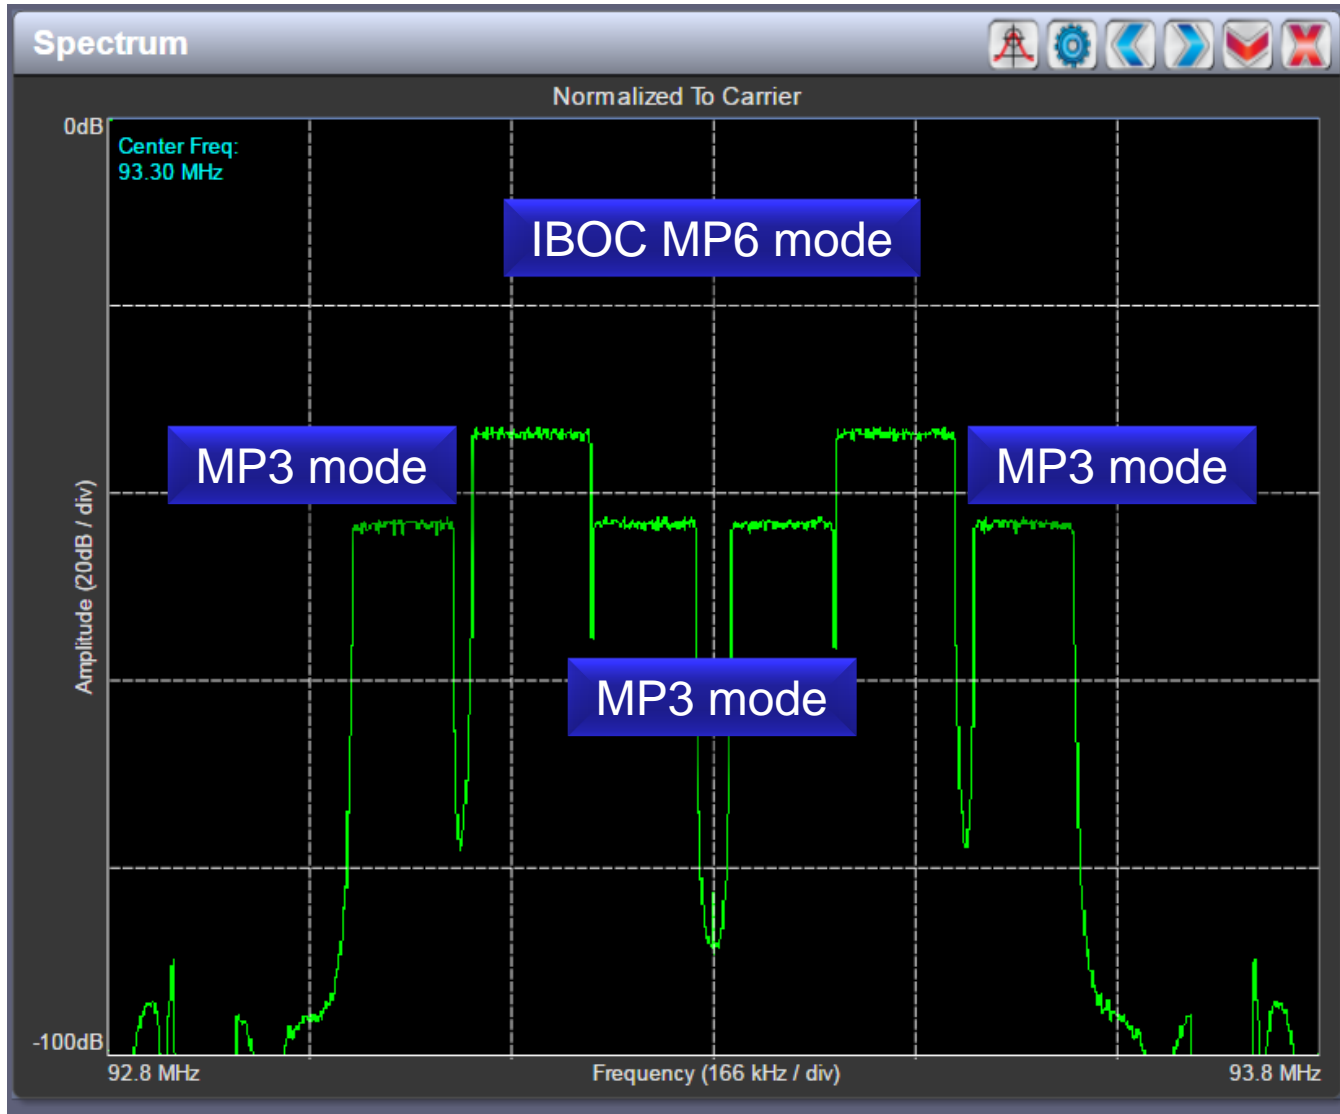 Spectrum
Normalized To Carrier
0dB
Center Freq:
93.30 MHz
IBOC MP6 mode
MP3 mode
MP3 mode
Amplitude (20dB / div)
MP3 mode
-100dB
92.8 MHz
Frequency (166 kHz / div)
93.8 MHz